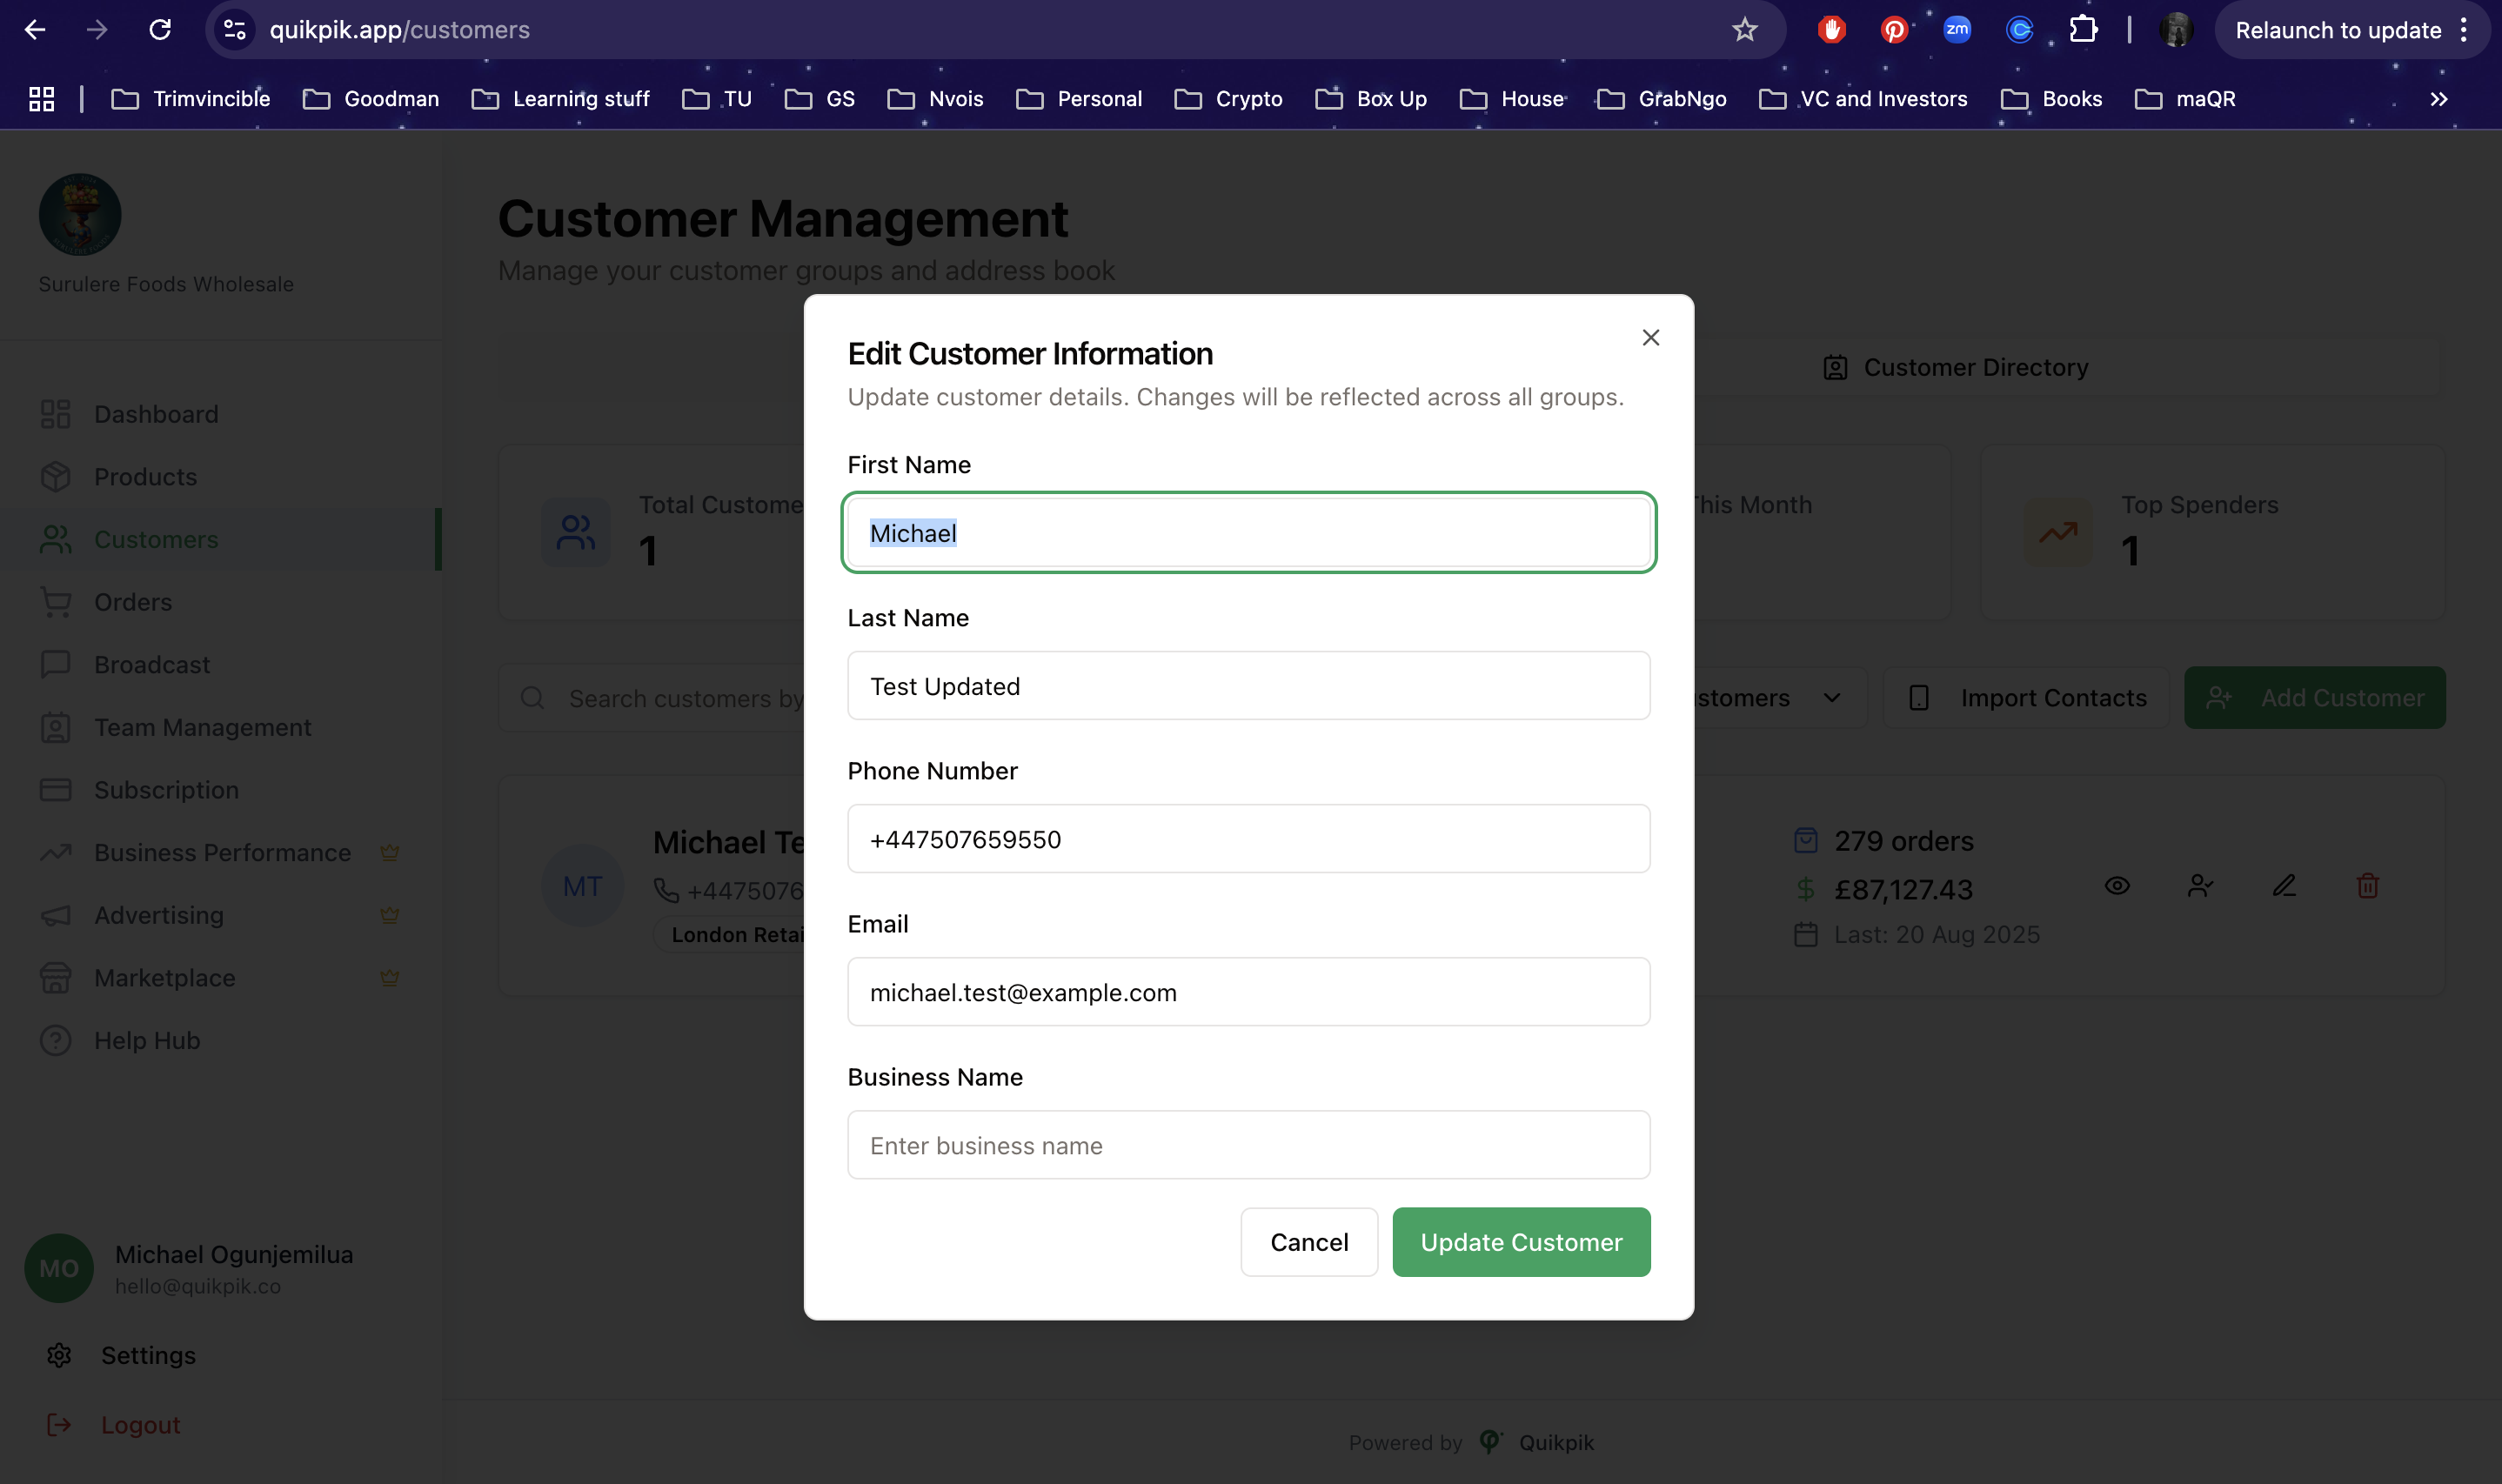 quikpik.app/customers
Relaunch to update
Trimvincible
Goodman
Learning stuff
TU
GS
Nvois
Personal
Crypto
Box Up
House
GrabNgo
VC and Investors
Books
maQR
Surulere Foods Wholesale
Dashboard
Products
Customers
Orders
Broadcast
Team Management
Subscription
Business Performance
Advertising
Marketplace
Help Hub
MO
Michael Ogunjemilua
hello@quikpik.co
Settings
Logout
Customer Management
Manage your customer groups and address book
Customer Directory
Total Custome
1
This Month
Top Spenders
1
Search customers by
stomers
Import Contacts
Add Customer
MT
Michael Te
+4475076
London Retai
279 orders
£87,127.43
Last: 20 Aug 2025
Edit Customer Information
Update customer details. Changes will be reflected across all groups.
First Name
Michael
Last Name
Test Updated
Phone Number
+447507659550
Email
michael.test@example.com
Business Name
Enter business name
Cancel
Update Customer
Powered by Quikpik